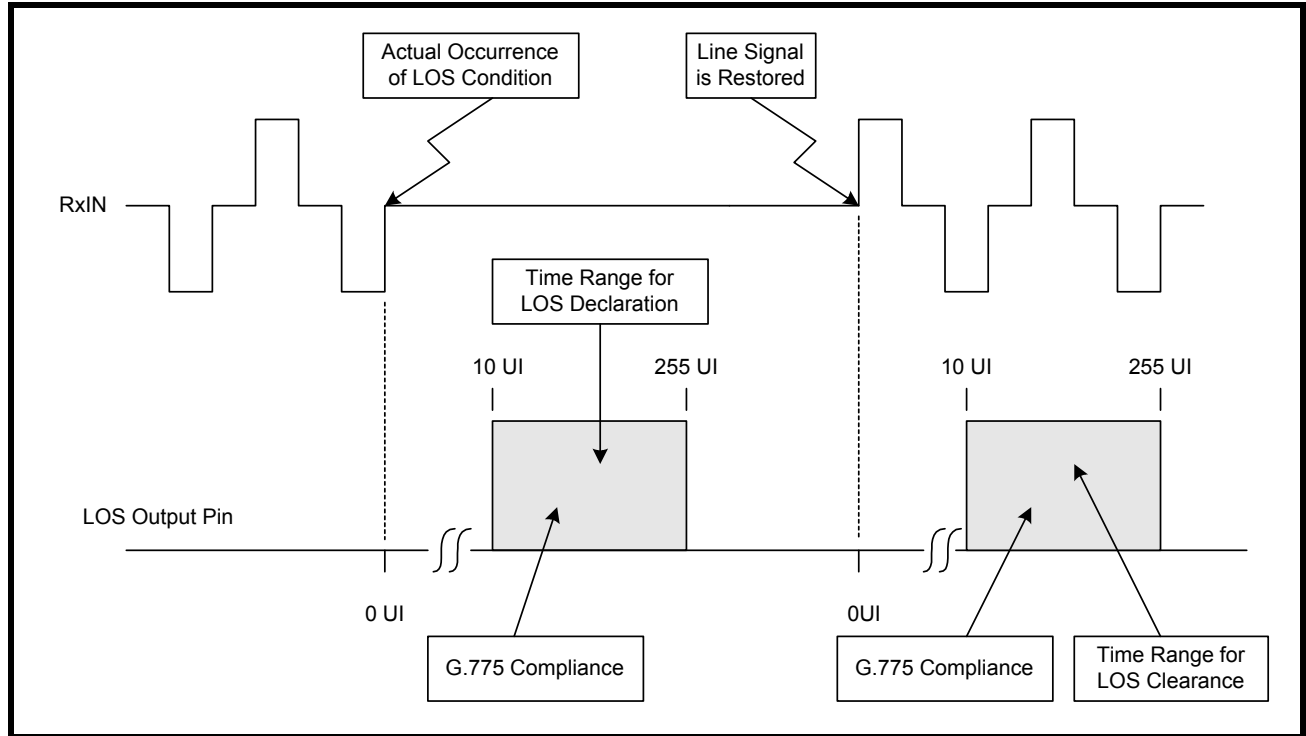 Actual Occurrence
of LOS Condition
Line Signal
is Restored
RxIN
Time Range for
LOS Declaration
10 UI
255 UI
10 UI
255 UI
LOS Output Pin
0 UI
0UI
G.775 Compliance
G.775 Compliance
Time Range for
LOS Clearance